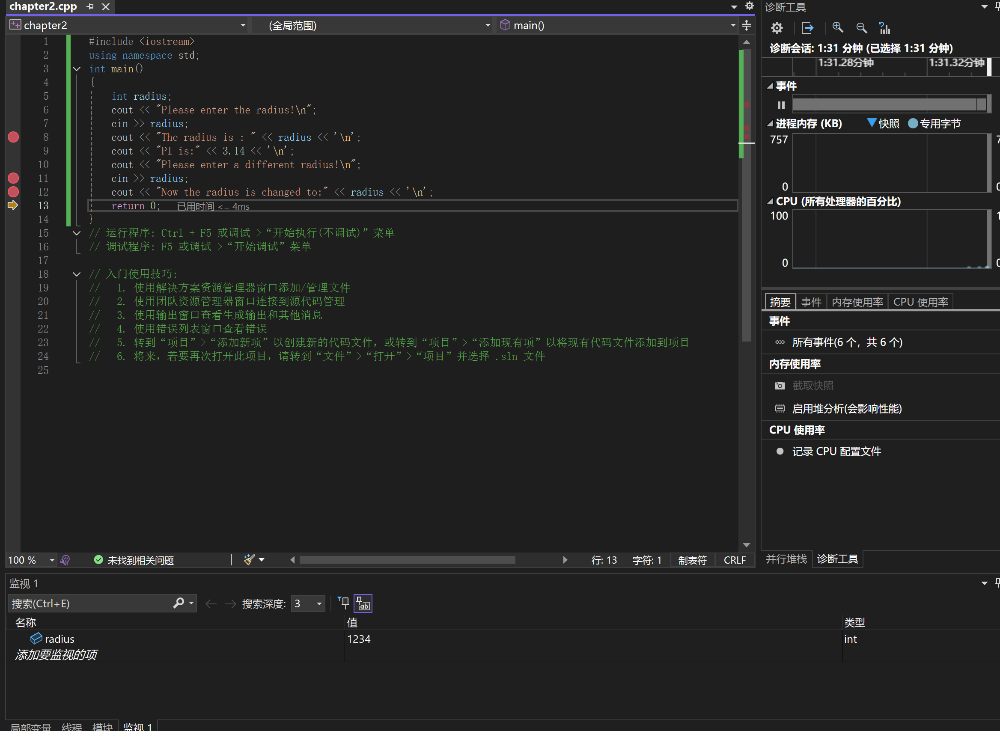 chapter2.cpp
chapter2
(全局范围)
main()
1 #include <iostream>
2 using namespace std;
3 int main()
4 {
5 int radius;
6 cout << "Please enter the radius!\n";
7 cin >> radius;
8 cout << "The radius is : " << radius << '\n';
9 cout << "PI is:" << 3.14 << '\n';
10 cout << "Please enter a different radius!\n";
11 cin >> radius;
12 cout << "Now the radius is changed to:" << radius << '\n';
13 return 0; 已用时间 <= 4ms
14 }
15 // 运行程序: Ctrl + F5 或调试 >“开始执行(不调试)”菜单
16 // 调试程序: F5 或调试 >“开始调试”菜单
17
18 // 入门使用技巧:
19 // 1. 使用解决方案资源管理器窗口添加/管理文件
20 // 2. 使用团队资源管理器窗口连接到源代码管理
21 // 3. 使用输出窗口查看生成输出和其他消息
22 // 4. 使用错误列表窗口查看错误
23 // 5. 转到“项目”>“添加新项”以创建新的代码文件，或转到“项目”>“添加现有项”以将现有代码文件添加到项目
24 // 6. 将来，若要再次打开此项目，请转到“文件”>“打开”>“项目”并选择 .sln 文件
25
100 %
未找到相关问题
行: 13
字符: 1
制表符
CRLF
诊断工具
诊断会话: 1:31 分钟 (已选择 1:31 分钟)
1:31.28分钟
1:31.32分钟
事件
进程内存 (KB)
快照
专用字节
757
0
CPU (所有处理器的百分比)
100
0
摘要 事件 内存使用率 CPU 使用率
事件
所有事件(6 个，共 6 个)
内存使用率
截取快照
启用堆分析(会影响性能)
CPU 使用率
记录 CPU 配置文件
并行堆栈 诊断工具
监视 1
搜索(Ctrl+E)
搜索深度: 3
名称 值 类型
radius 1234 int
添加要监视的项
局部变量 线程 模块 监视 1